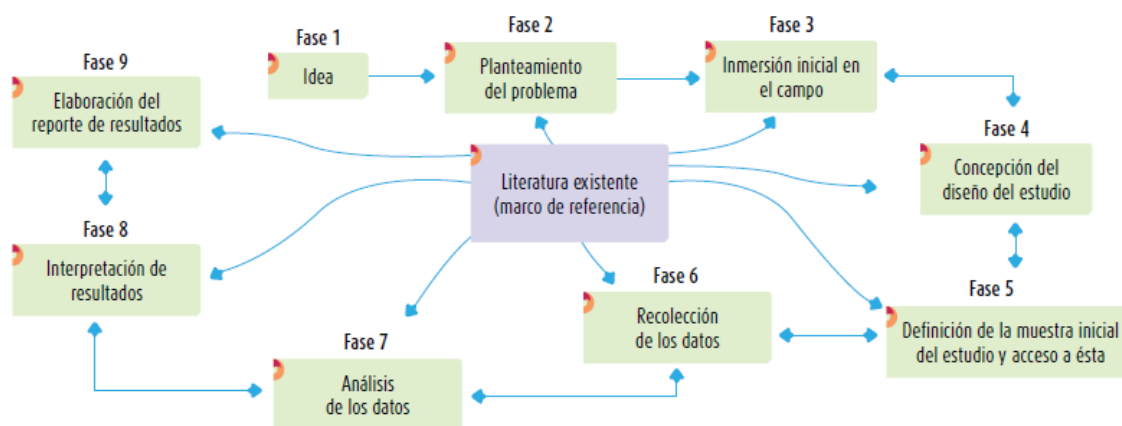 Fase 1
Idea
Fase 2
Planteamiento
del problema
Fase 3
Inmersión inicial en
el campo
Fase 4
Concepción del
diseño del estudio
Fase 5
Definición de la muestra inicial
del estudio y acceso a ésta
Fase 6
Recolección
de los datos
Fase 7
Análisis
de los datos
Fase 8
Interpretación de
resultados
Fase 9
Elaboración del
reporte de resultados
Literatura existente
(marco de referencia)